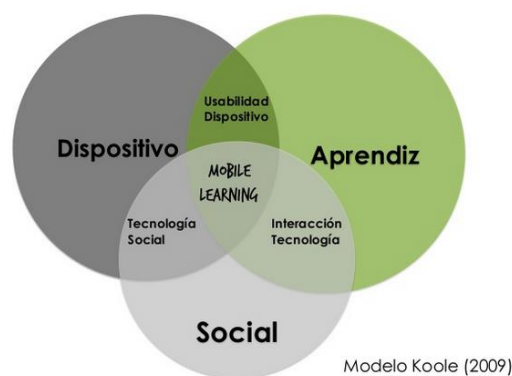 Usabilidad
Dispositivo
Dispositivo
Aprendiz
MOBILE
LEARNING
Tecnología
Social
Interacción
Tecnología
Social
Modelo Koole (2009)